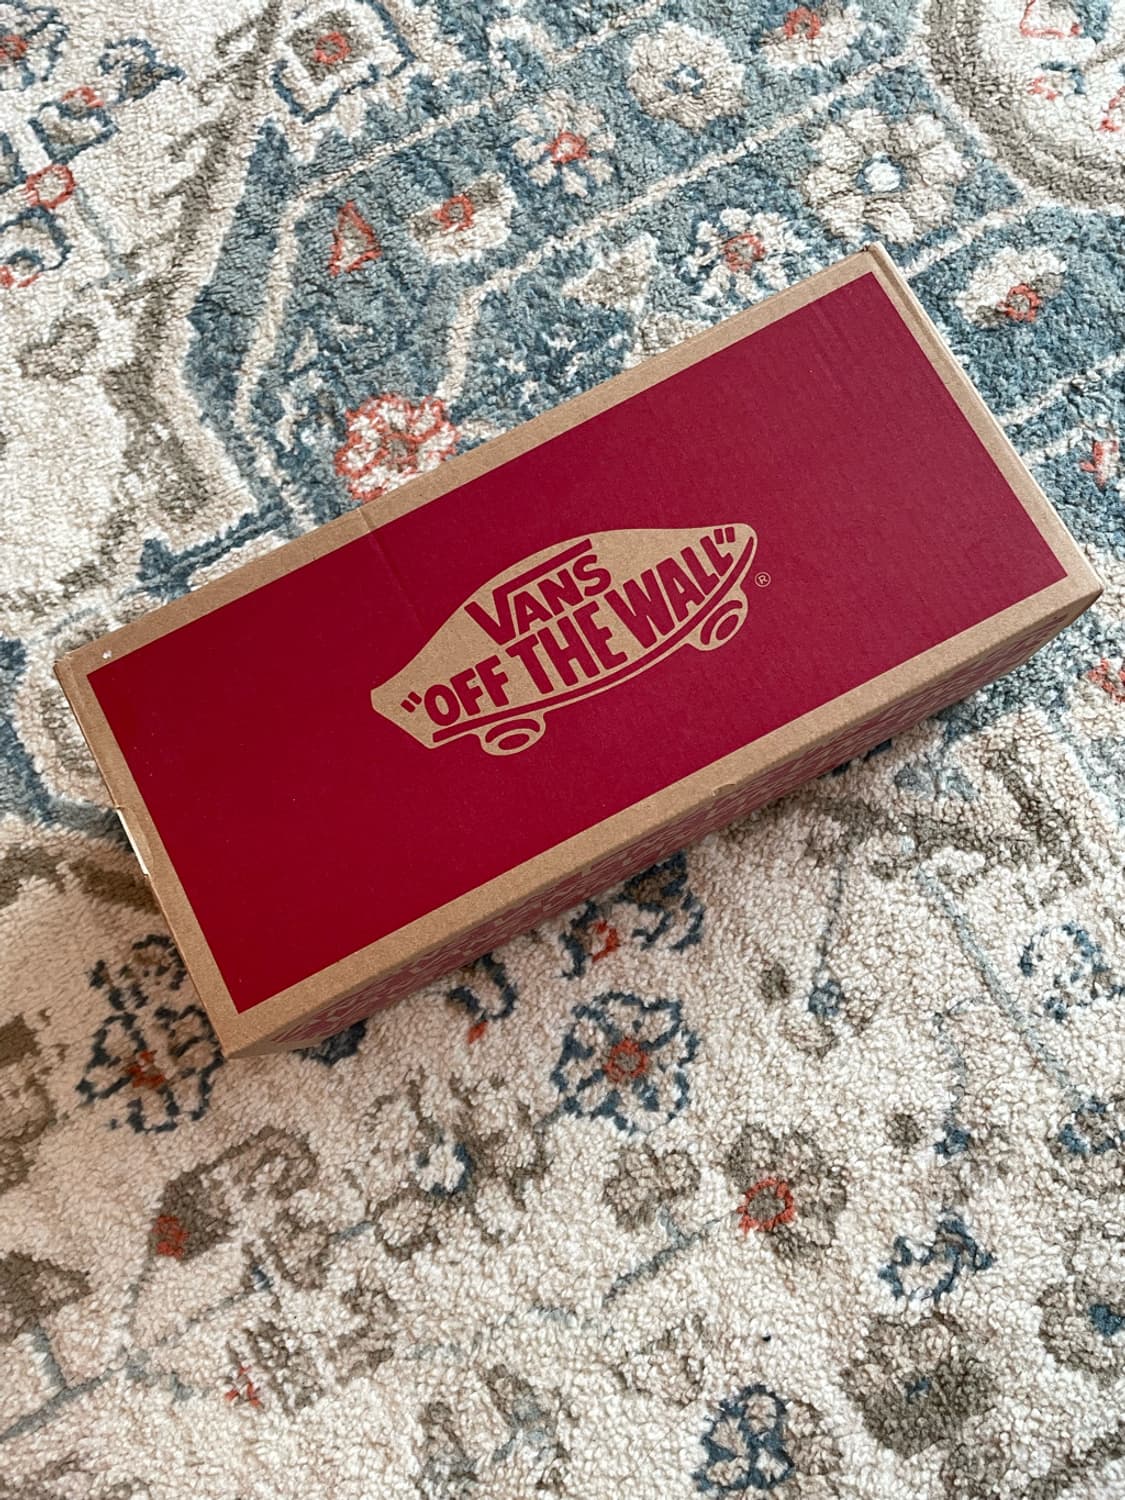 VANS
"OFF THE WALL"
®